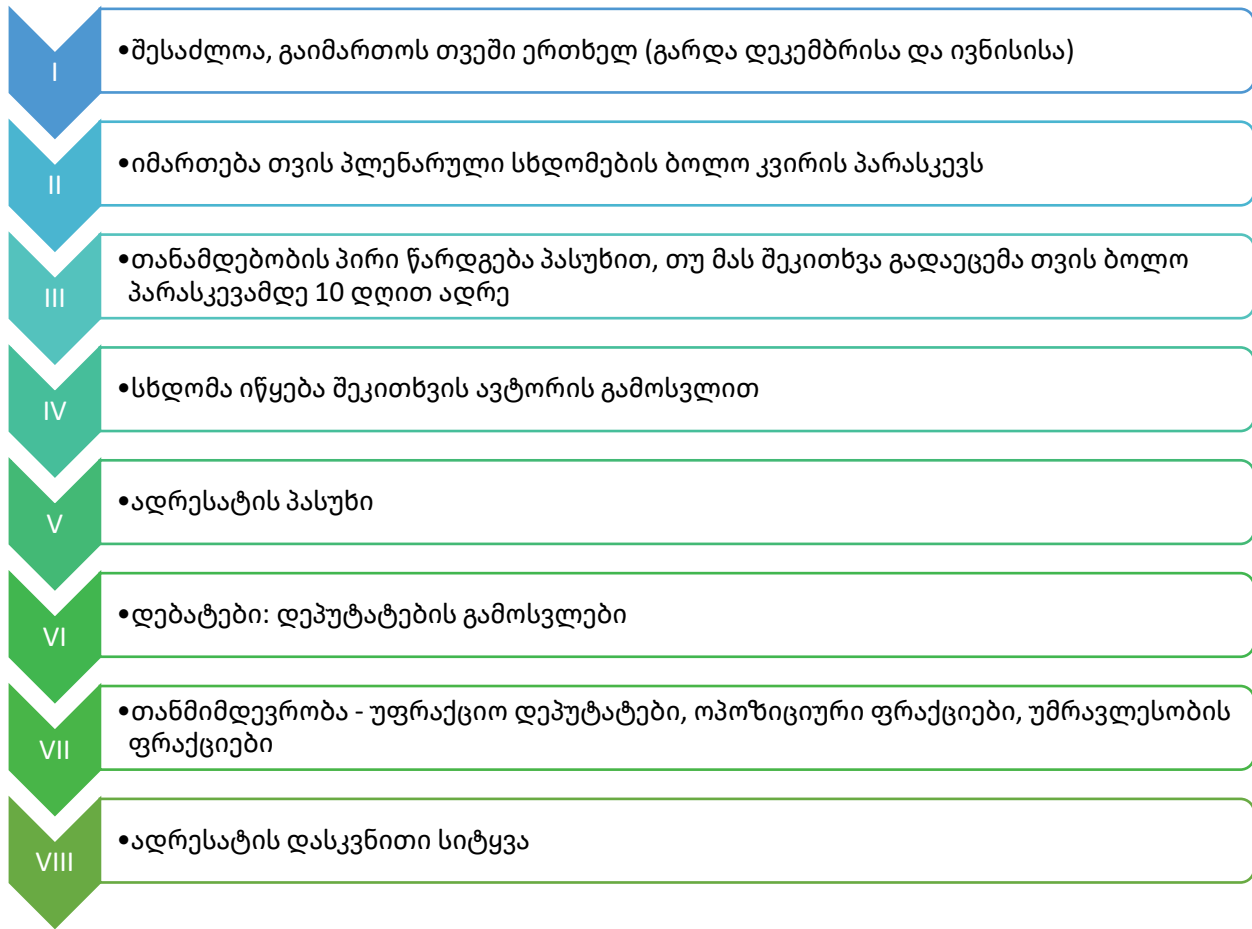 I
•შესაძლოა, გაიმართოს თვეში ერთხელ (გარდა დეკემბრისა და ივნისისა)
II
•იმართება თვის პლენარული სხდომების ბოლო კვირის პარასკევს
III
•თანამდებობის პირი წარდგება პასუხით, თუ მას შეკითხვა გადაეცემა თვის ბოლო
პარასკევამდე 10 დღით ადრე
IV
•სხდომა იწყება შეკითხვის ავტორის გამოსვლით
V
•ადრესატის პასუხი
VI
•დებატები: დეპუტატების გამოსვლები
VII
•თანმიმდევრობა - უფრაქციო დეპუტატები, ოპოზიციური ფრაქციები, უმრავლესობის
ფრაქციები
VIII
•ადრესატის დასკვნითი სიტყვა